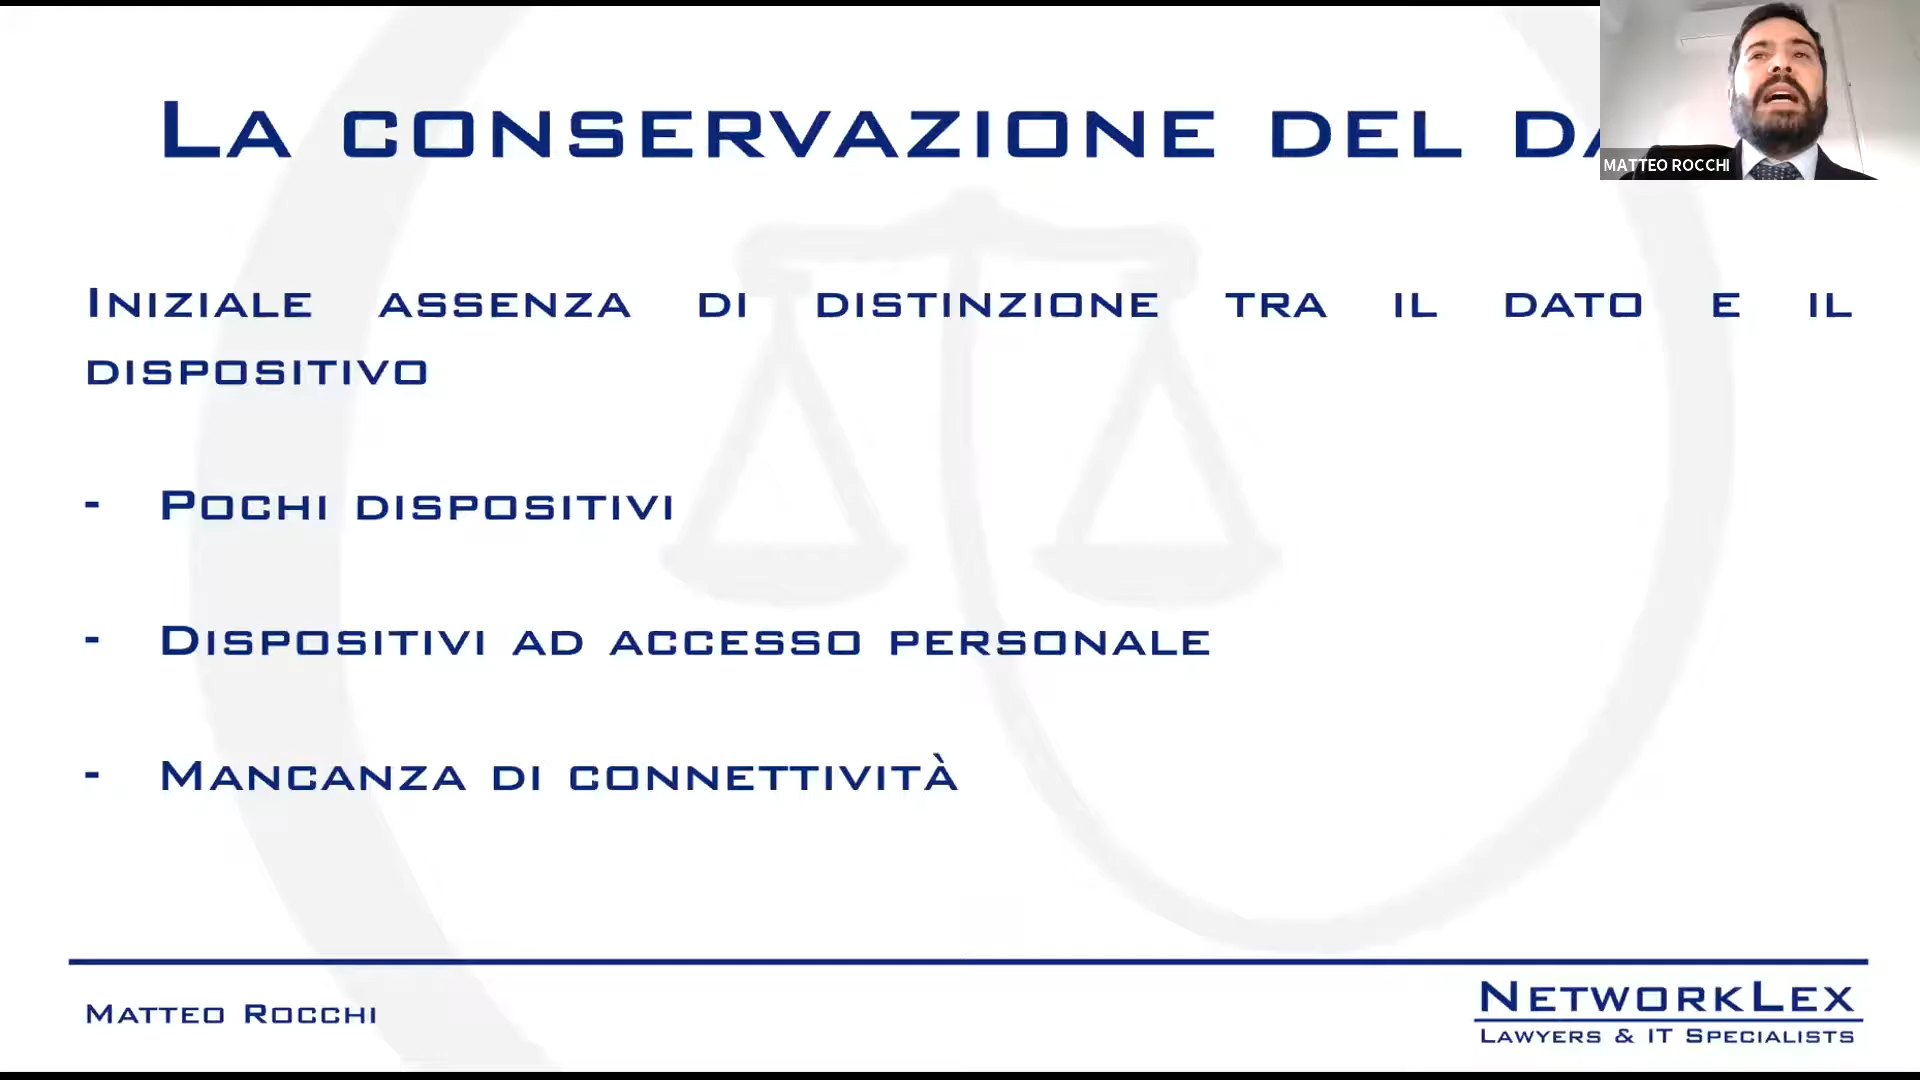 La conservazione del
MATTEO ROCCHI
Iniziale assenza di distinzione tra il dato e il
dispositivo
- Pochi dispositivi
- Dispositivi ad accesso personale
- Mancanza di connettività
Matteo Rocchi
NetworkLex
Lawyers & IT Specialists